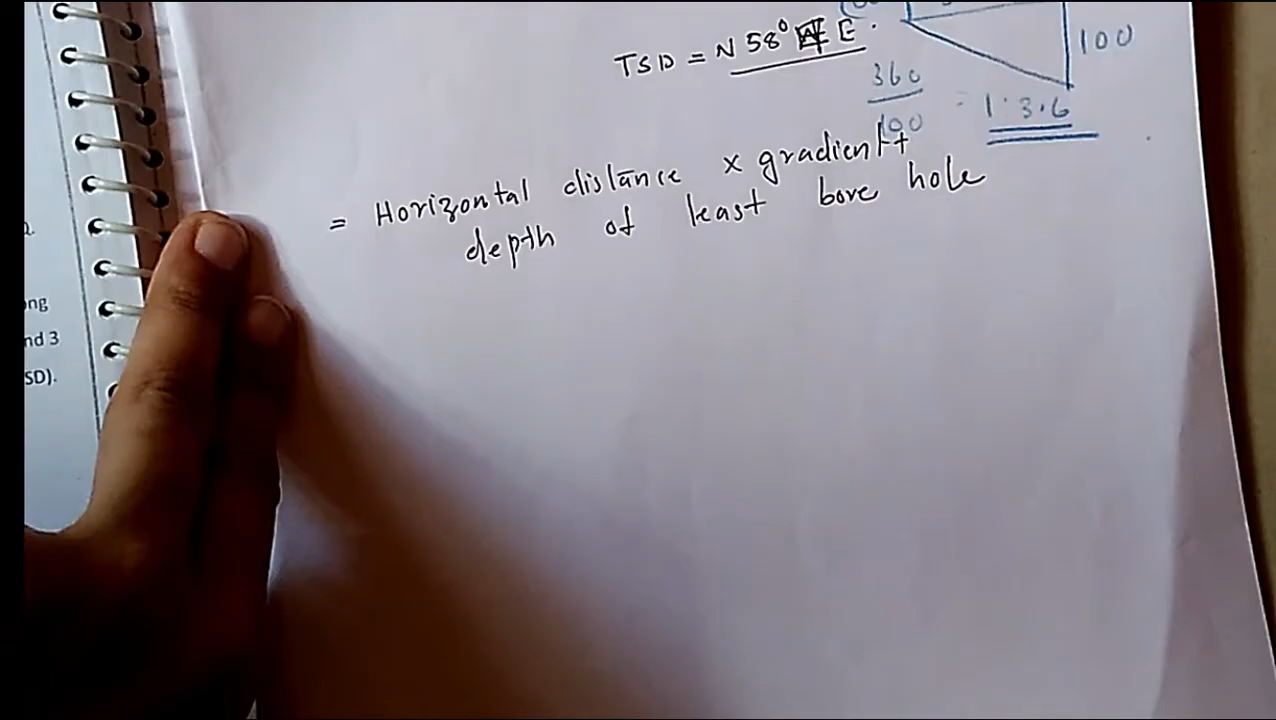 TSD = N 58° E.
100
360
100
= 1.3.6
= Horizontal distance x gradient +
depth of least bore hole
ong
nd 3
SD).